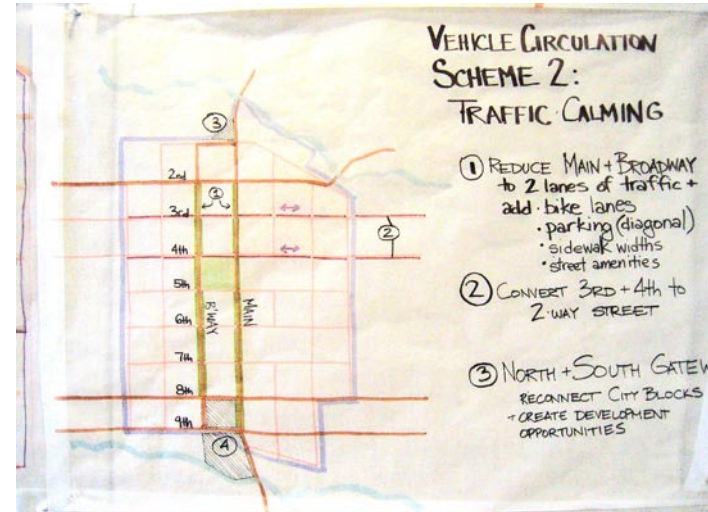 VEHICLE CIRCULATION
SCHEME 2:
TRAFFIC CALMING
① REDUCE MAIN + BROADWAY
to 2 lanes of traffic +
add • bike lanes
• parking (diagonal)
• sidewak widths
• street amenities
② CONVERT 3RD + 4th to
2-WAY STREET
③ NORTH + SOUTH GATEW
RECONNECT CITY BLOCKS
+ CREATE DEVELOPMENT
OPPORTUNITIES
③
2nd
①
3rd
②
4th
5th
6th
B'WAY
MAIN
7th
8th
9th
④